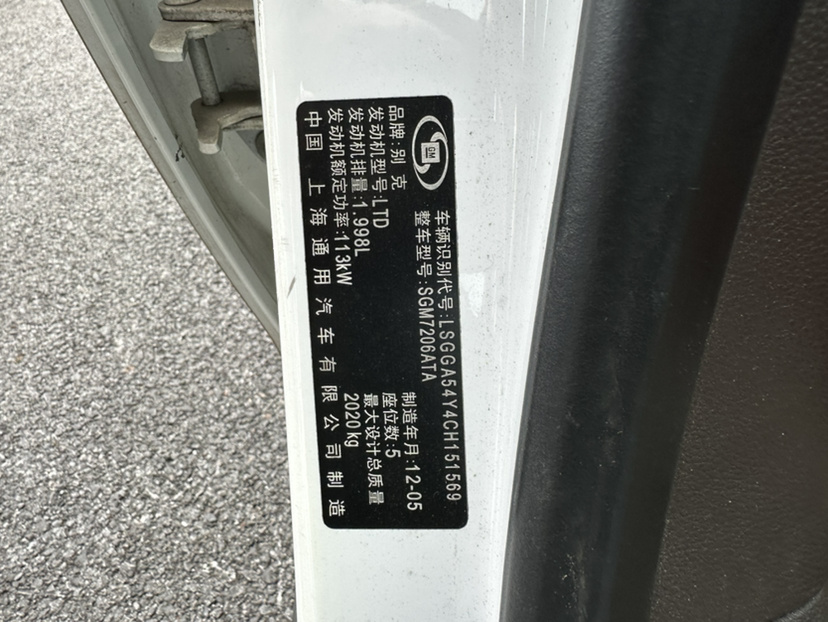 GM
车辆识别代号:LSGGA54Y4CH151569
整车型号:SGM7206ATA
品牌:别克
制造年月:12-05
发动机型号:LTD
座位数:5
发动机排量:1.998L
最大设计总质量
发动机额定功率:113kW
2020kg
中国 上海通用汽车有限公司制造